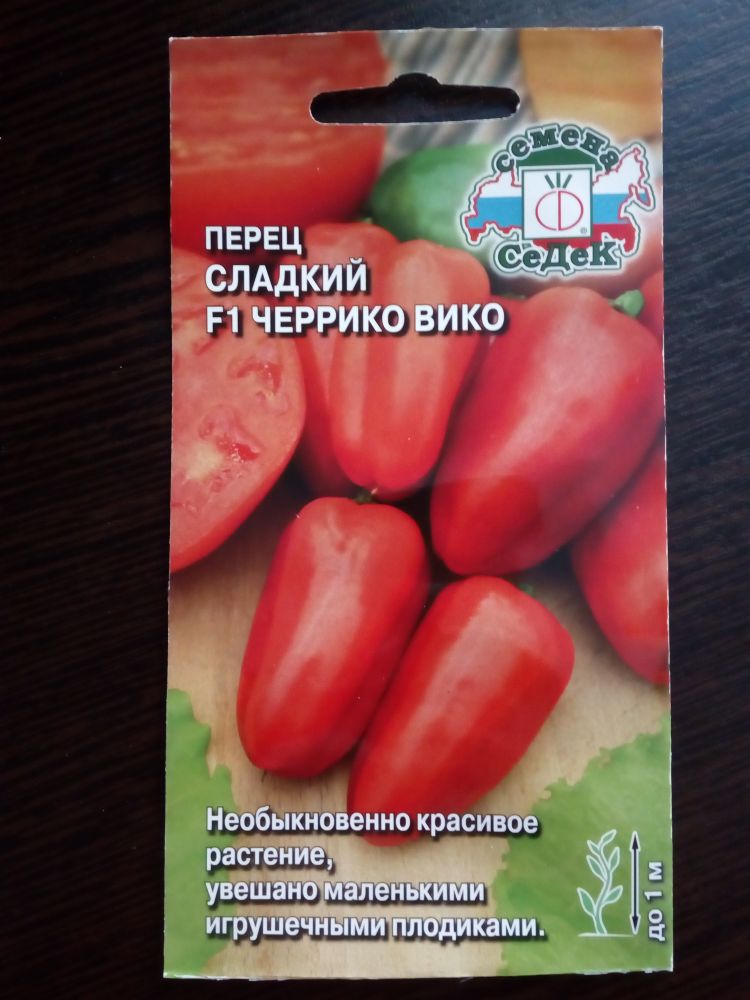 семена
СеДеК
ПЕРЕЦ
СЛАДКИЙ
F1 ЧЕРРИКО ВИКО
Необыкновенно красивое
растение,
увешано маленькими
игрушечными плодиками.
до 1 м